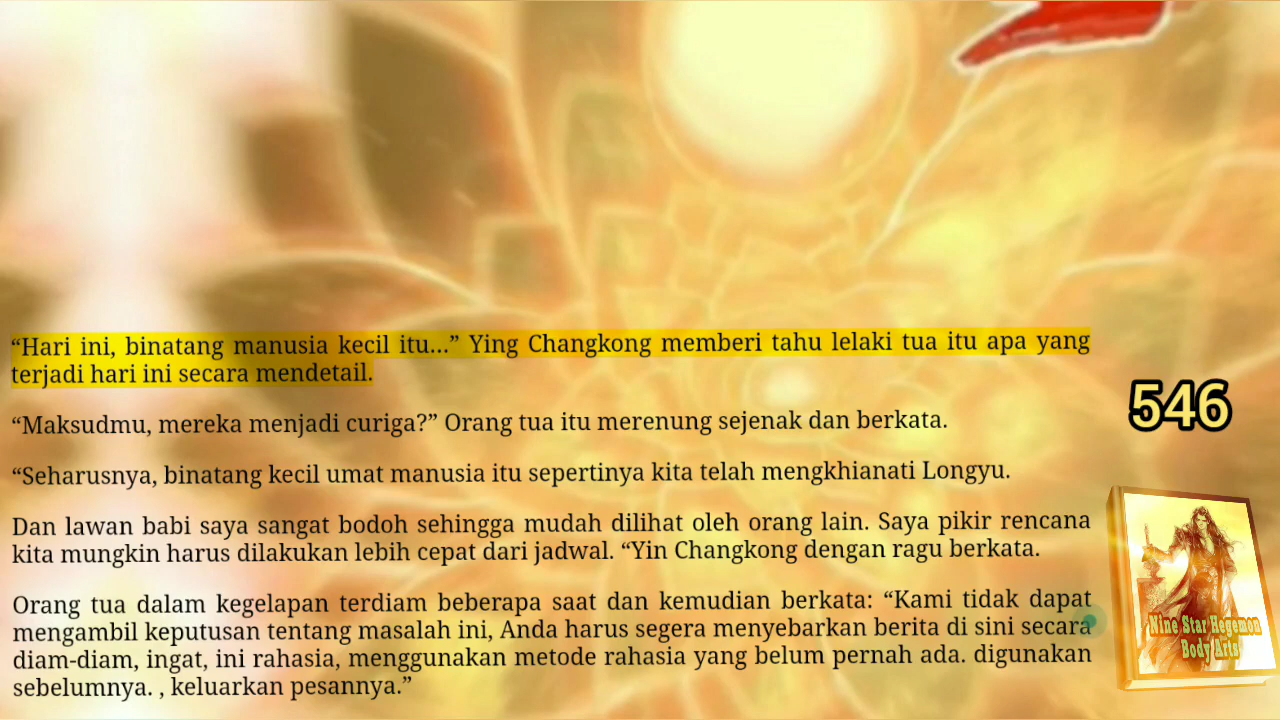 “Hari ini, binatang manusia kecil itu...” Ying Changkong memberi tahu lelaki tua itu apa yang
terjadi hari ini secara mendetail.
“Maksudmu, mereka menjadi curiga?” Orang tua itu merenung sejenak dan berkata.
“Seharusnya, binatang kecil umat manusia itu sepertinya kita telah mengkhianati Longyu.
Dan lawan babi saya sangat bodoh sehingga mudah dilihat oleh orang lain. Saya pikir rencana
kita mungkin harus dilakukan lebih cepat dari jadwal. “Yin Changkong dengan ragu berkata.
Orang tua dalam kegelapan terdiam beberapa saat dan kemudian berkata: “Kami tidak dapat
mengambil keputusan tentang masalah ini, Anda harus segera menyebarkan berita di sini secara
diam-diam, ingat, ini rahasia, menggunakan metode rahasia yang belum pernah ada. digunakan
sebelumnya. , keluarkan pesannya.”
546
Nine Star Hegemon
Body Arts